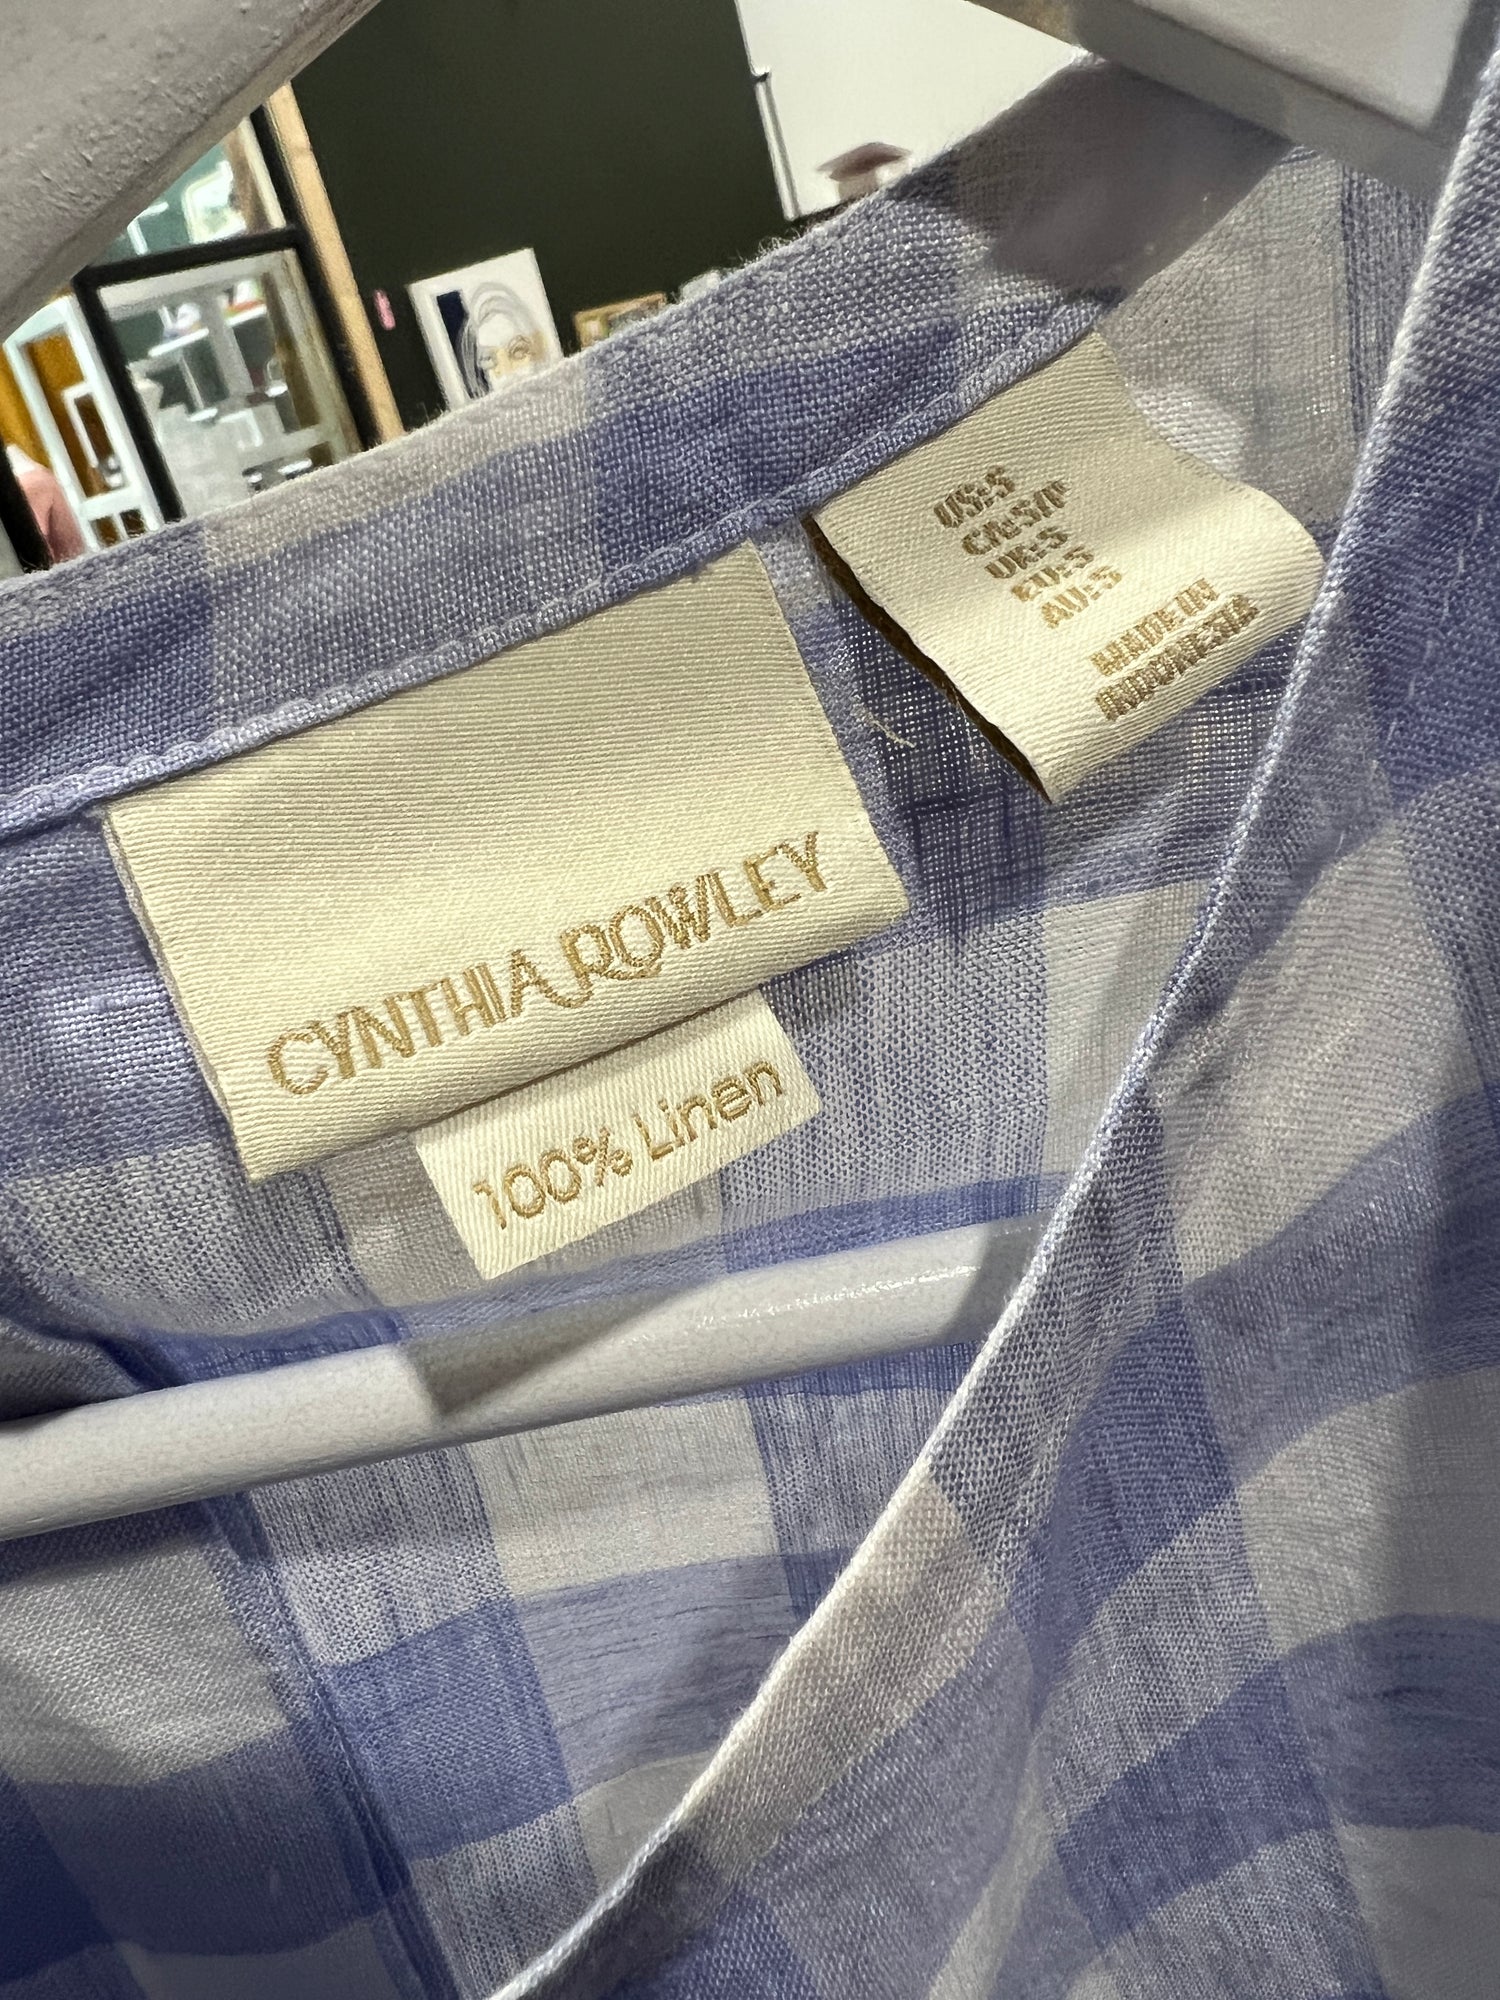 CYNTHIA ROWLEY
100% Linen
US:S
CA:S/P
UK:S
EU:S
AU:S
MADE IN
INDONESIA